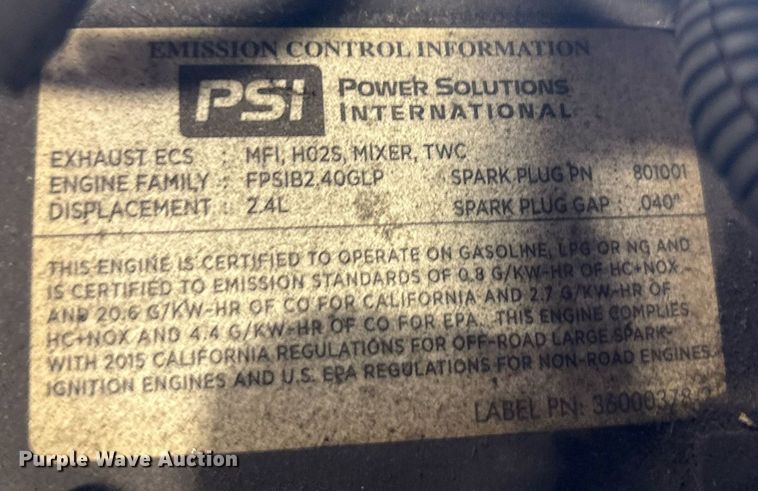 EMISSION CONTROL INFORMATION
PSI POWER SOLUTIONS
INTERNATIONAL
EXHAUST ECS : MFI, HO2S, MIXER, TWC
ENGINE FAMILY : FPSIB2.40GLP SPARK PLUG PN : 801001
DISPLACEMENT : 2.4L SPARK PLUG GAP : .040"
THIS ENGINE IS CERTIFIED TO OPERATE ON GASOLINE, LPG OR NG AND
IS CERTIFIED TO EMISSION STANDARDS OF 0.8 G/KW-HR OF HC+NOX
AND 20.6 G/KW-HR OF CO FOR CALIFORNIA AND 2.7 G/KW-HR OF
HC+NOX AND 4.4 G/KW-HR OF CO FOR EPA. THIS ENGINE COMPLIES
WITH 2015 CALIFORNIA REGULATIONS FOR OFF-ROAD LARGE SPARK-
IGNITION ENGINES AND U.S. EPA REGULATIONS FOR NON-ROAD ENGINES.
LABEL PN:
Purple Wave Auction